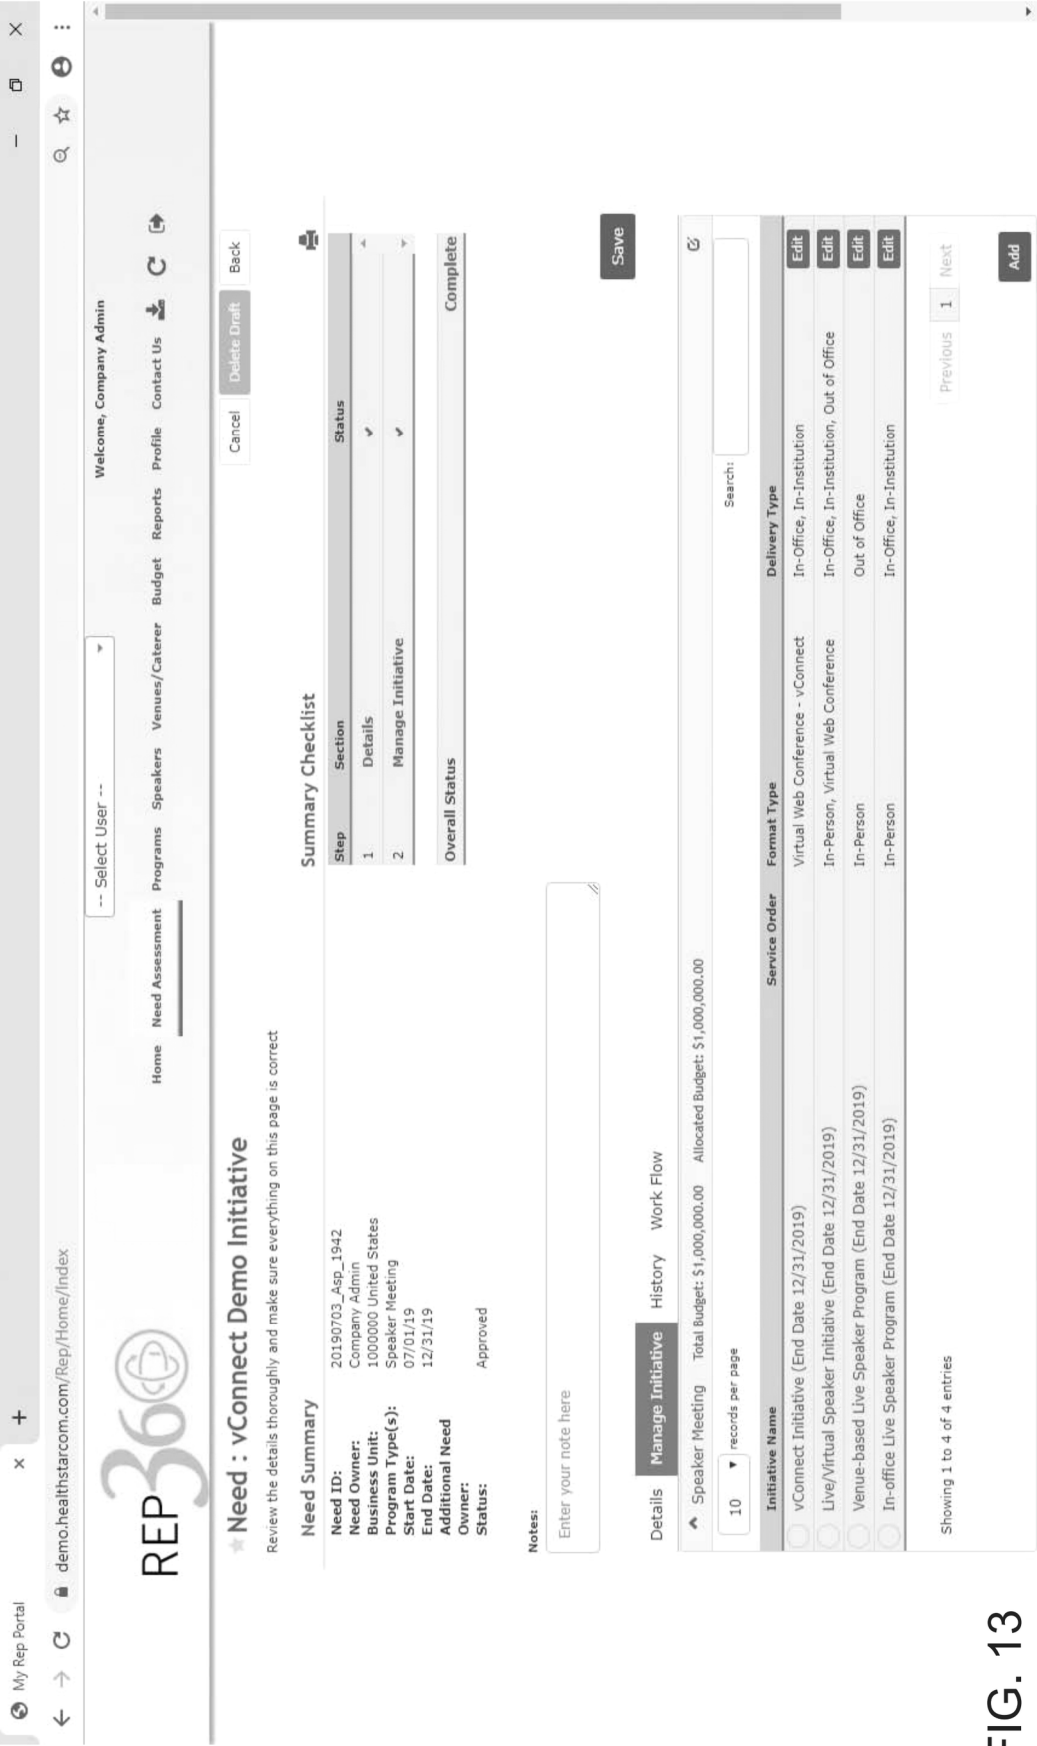 My Rep Portal
demo.healthstarcom.com/Rep/Home/Index
REP360
-- Select User --
Welcome, Company Admin
Home Need Assessment Programs Speakers Venues/Caterer Budget Reports Profile Contact Us
Need : vConnect Demo Initiative
Cancel Delete Draft Back
Review the details thoroughly and make sure everything on this page is correct
Need Summary
Need ID: 20190703_Asp_1942
Need Owner: Company Admin
Business Unit: 1000000 United States
Program Type(s): Speaker Meeting
Start Date: 07/01/19
End Date: 12/31/19
Additional Need
Owner:
Status: Approved
Summary Checklist
Step Section Status
1 Details ✔
2 Manage Initiative ✔
Overall Status Complete
Notes:
Enter your note here
Save
Details Manage Initiative History Work Flow
Speaker Meeting Total Budget: $1,000,000.00 Allocated Budget: $1,000,000.00
10 records per page Search:
Initiative Name Service Order Format Type Delivery Type
vConnect Initiative (End Date 12/31/2019) Virtual Web Conference - vConnect In-Office, In-Institution Edit
Live/Virtual Speaker Initiative (End Date 12/31/2019) In-Person, Virtual Web Conference In-Office, In-Institution, Out of Office Edit
Venue-based Live Speaker Program (End Date 12/31/2019) In-Person Out of Office Edit
In-office Live Speaker Program (End Date 12/31/2019) In-Person In-Office, In-Institution Edit
Showing 1 to 4 of 4 entries
Previous 1 Next
Add
FIG. 13